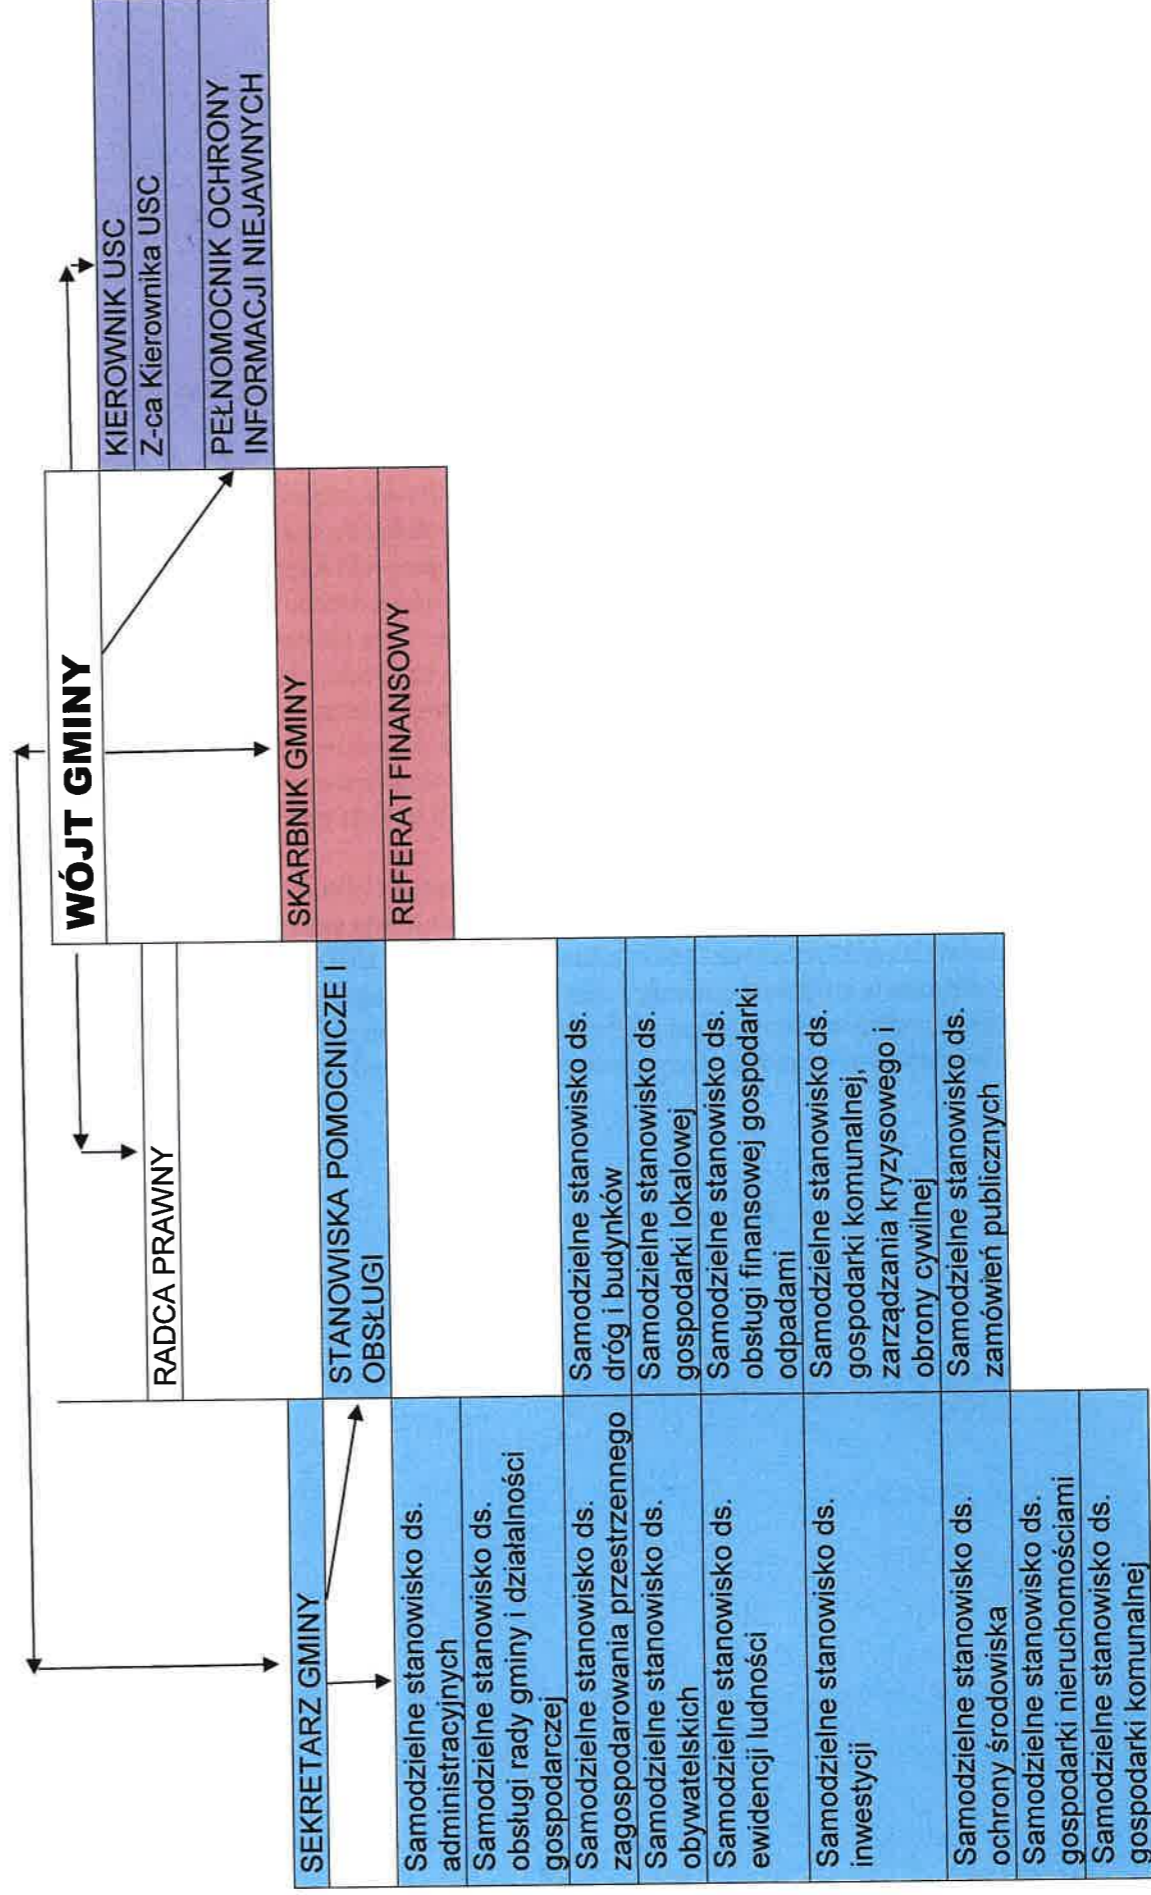 WÓJT GMINY
RADCA PRAWNY
KIEROWNIK USC
Z-ca Kierownika USC
PEŁNOMOCNIK OCHRONY
INFORMACJI NIEJAWNYCH
SEKRETARZ GMINY
STANOWISKA POMOCNICZE I
OBSŁUGI
SKARBNIK GMINY
REFERAT FINANSOWY
Samodzielne stanowisko ds.
administracyjnych
Samodzielne stanowisko ds.
obsługi rady gminy i działalności
gospodarczej
Samodzielne stanowisko ds.
zagospodarowania przestrzennego
Samodzielne stanowisko ds.
obywatelskich
Samodzielne stanowisko ds.
ewidencji ludności
Samodzielne stanowisko ds.
inwestycji
Samodzielne stanowisko ds.
ochrony środowiska
Samodzielne stanowisko ds.
gospodarki nieruchomościami
Samodzielne stanowisko ds.
gospodarki komunalnej
Samodzielne stanowisko ds.
dróg i budynków
Samodzielne stanowisko ds.
gospodarki lokalowej
Samodzielne stanowisko ds.
obsługi finansowej gospodarki
odpadami
Samodzielne stanowisko ds.
gospodarki komunalnej,
zarządzania kryzysowego i
obrony cywilnej
Samodzielne stanowisko ds.
zamówień publicznych